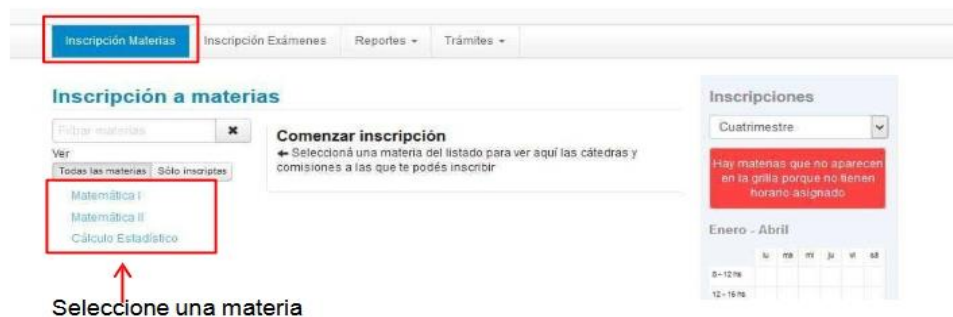 Inscripción Materias
Inscripción Exámenes
Reportes
Trámites
Inscripción a materias
Filtrar materias
Ver
Todas las materias
Sólo inscriptas
Matemática I
Matemática II
Cálculo Estadístico
Seleccione una materia
Comenzar inscripción
Seleccioná una materia del listado para ver aquí las cátedras y
comisiones a las que te podés inscribir
Inscripciones
Cuatrimestre
Hay materias que no aparecen
en la grilla porque no tienen
horario asignado
Enero - Abril
lu ma mi ju vi sá
8-12 hs
12-16 hs